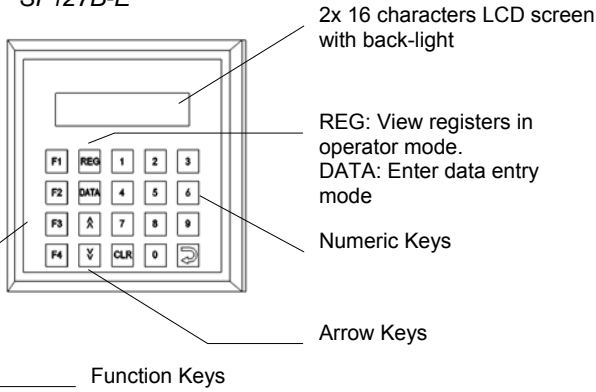 2x 16 characters LCD screen
with back-light
REG: View registers in
operator mode.
DATA: Enter data entry
mode
F1 REG 1 2 3
F2 DATA 4 5 6
F3 7 8 9
F4 CLR 0
Numeric Keys
Arrow Keys
Function Keys